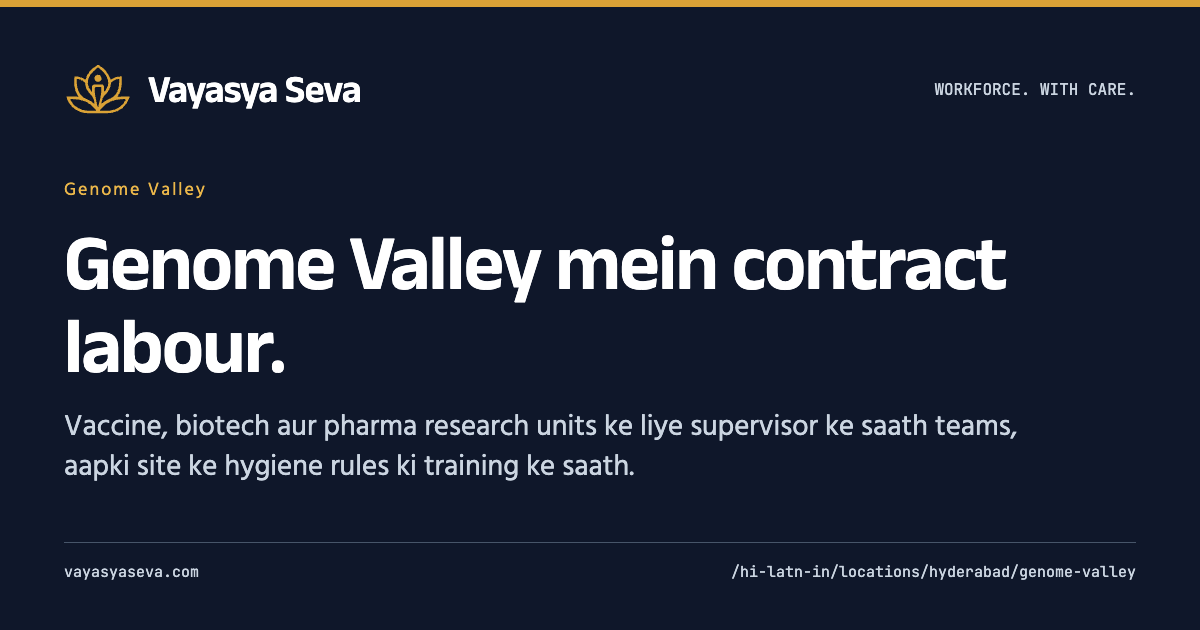 Vayasya Seva
WORKFORCE. WITH CARE.
Genome Valley
Genome Valley mein contract
labour.
Vaccine, biotech aur pharma research units ke liye supervisor ke saath teams,
aapki site ke hygiene rules ki training ke saath.
vayasyaseva.com
/hi-latn-in/locations/hyderabad/genome-valley